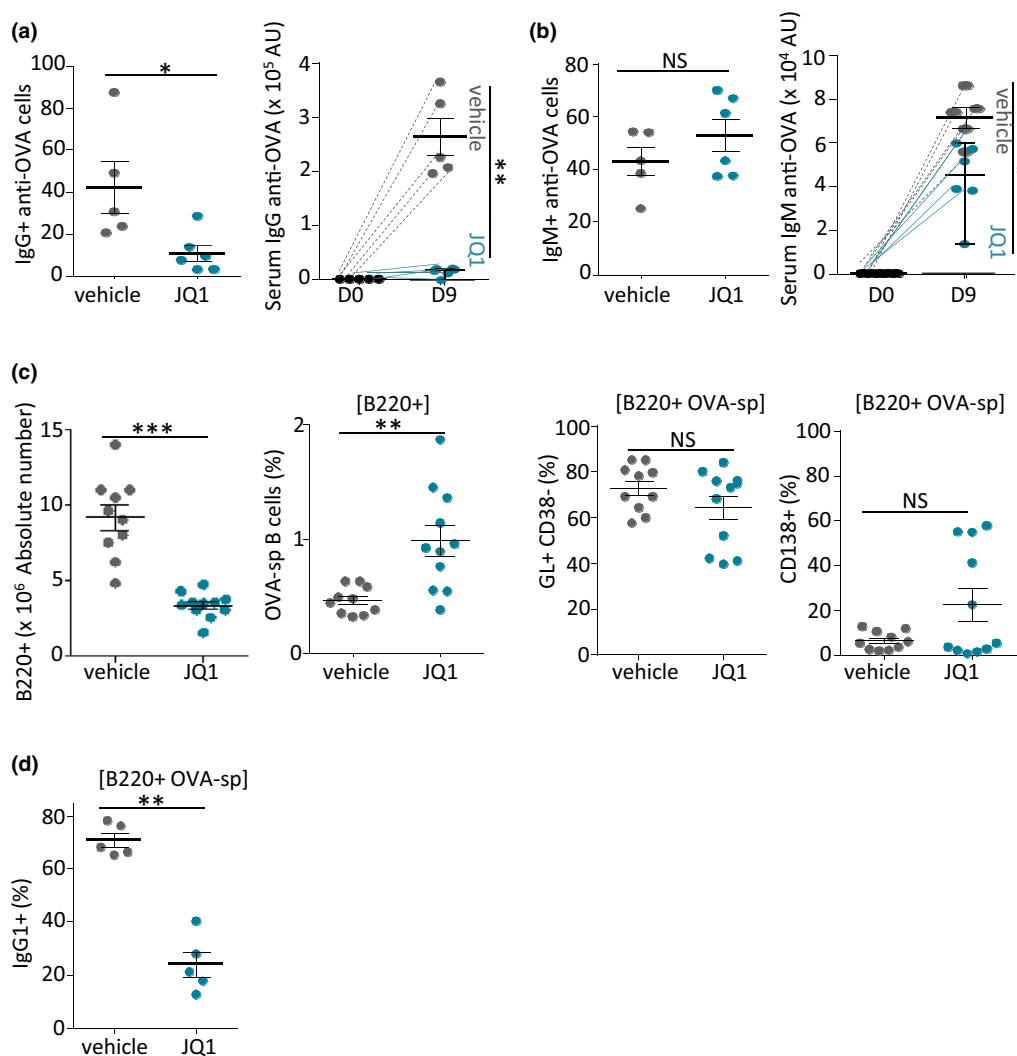 (a)
IgG+ anti-OVA cells
100
80
60
40
20
0
*
vehicle
JQ1
Serum IgG anti-OVA (x 10⁵ AU)
4
3
2
1
0
vehicle
**
JQ1
D0
D9
(b)
IgM+ anti-OVA cells
80
60
40
20
0
NS
vehicle
JQ1
Serum IgM anti-OVA (x 10⁴ AU)
10
8
6
4
2
0
vehicle
JQ1
D0
D9
(c)
B220+ (x 10⁶ Absolute number)
15
10
5
0
***
vehicle
JQ1
[B220+]
OVA-sp B cells (%)
2
1
0
**
vehicle
JQ1
[B220+ OVA-sp]
GL+ CD38- (%)
100
80
60
40
20
0
NS
vehicle
JQ1
[B220+ OVA-sp]
CD138+ (%)
100
80
60
40
20
0
NS
vehicle
JQ1
(d)
[B220+ OVA-sp]
IgG1+ (%)
80
60
40
20
0
**
vehicle
JQ1